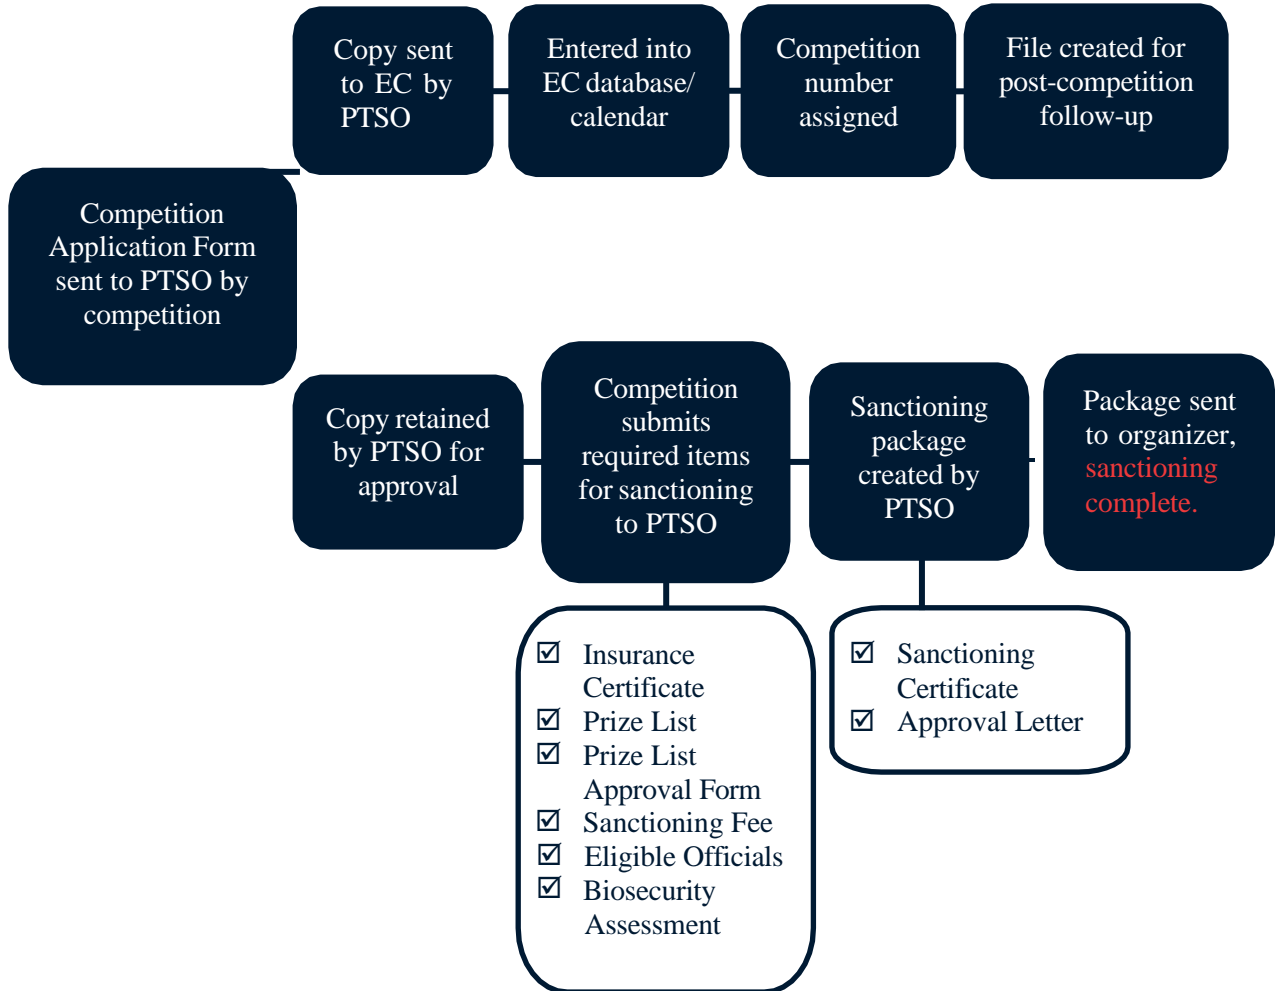 Copy sent
to EC by
PTSO
Entered into
EC database/
calendar
Competition
number
assigned
File created for
post-competition
follow-up
Competition
Application Form
sent to PTSO by
competition
Copy retained
by PTSO for
approval
Competition
submits
required items
for sanctioning
to PTSO
Sanctioning
package
created by
PTSO
Package sent
to organizer,
sanctioning
complete.
☑ Insurance
Certificate
☑ Prize List
☑ Prize List
Approval Form
☑ Sanctioning Fee
☑ Eligible Officials
☑ Biosecurity
Assessment
☑ Sanctioning
Certificate
☑ Approval Letter